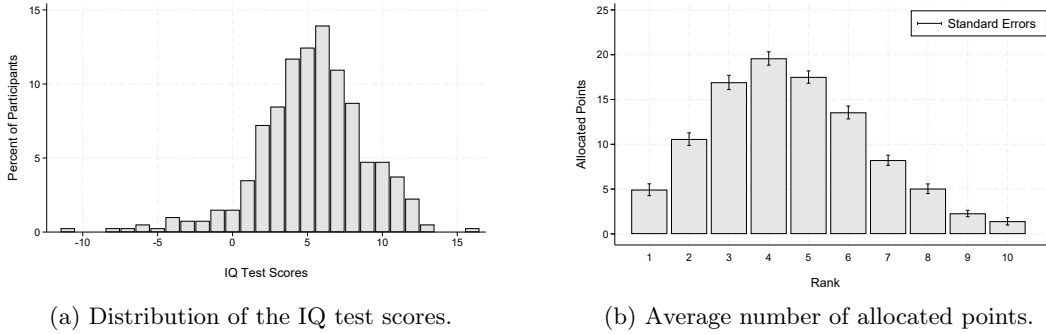 15
10
5
0
-10
-5
0
5
10
15
Percent of Participants
IQ Test Scores
(a) Distribution of the IQ test scores.
25
20
15
10
5
0
1 2 3 4 5 6 7 8 9 10
Allocated Points
Rank
Standard Errors
(b) Average number of allocated points.